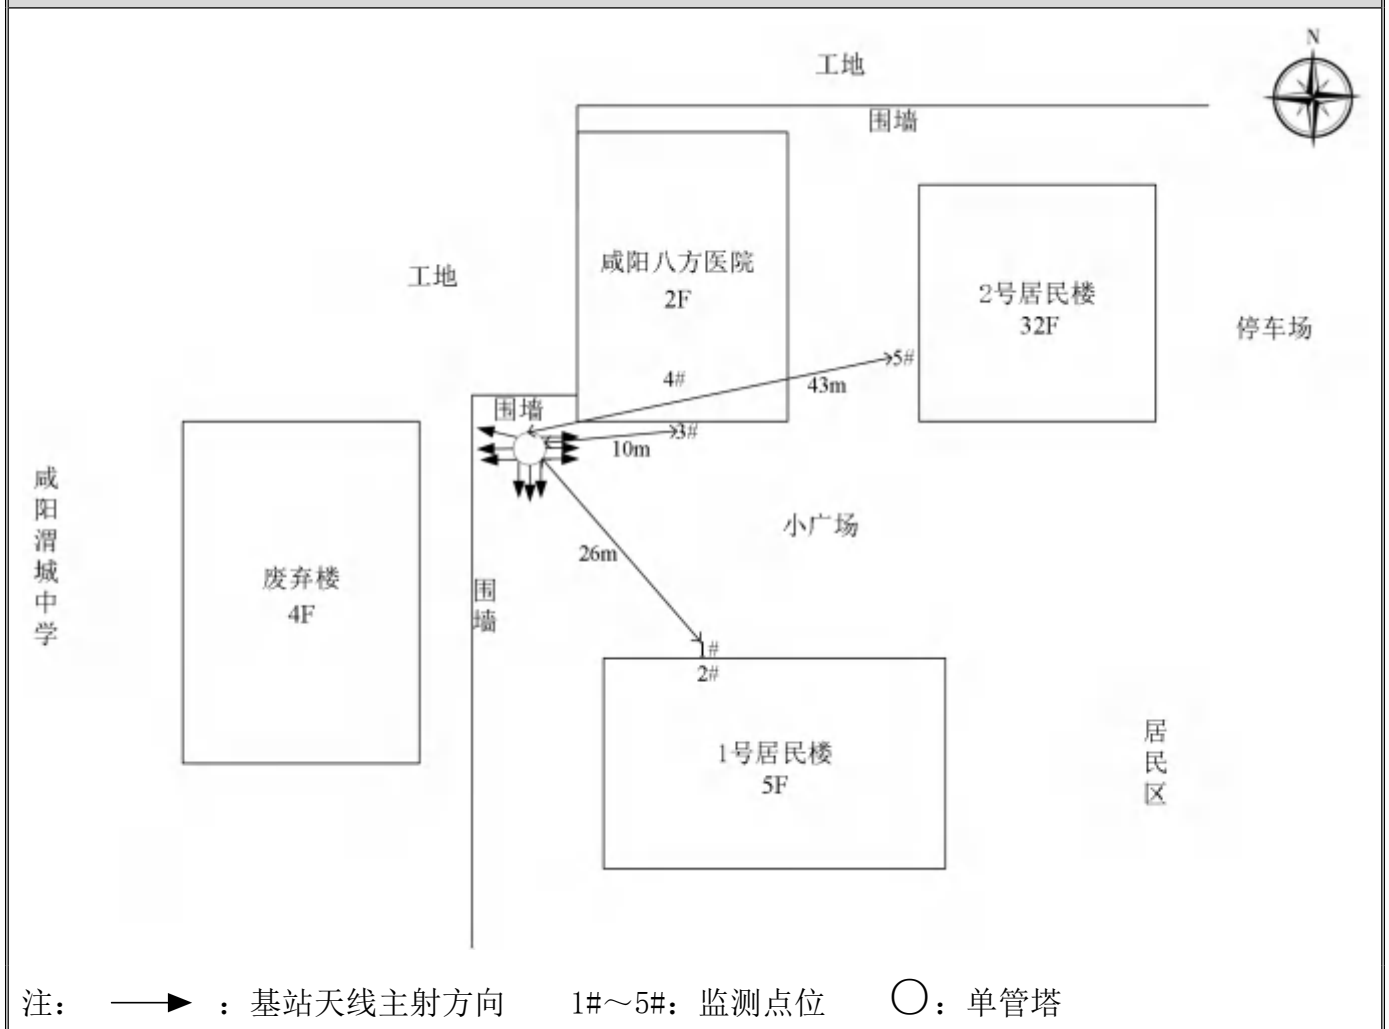 N
工地
围墙
咸阳八方医院
2F
工地
2号居民楼
32F
停车场
5#
4#
43m
围墙
3#
10m
咸阳渭城中学
小广场
26m
废弃楼
4F
围墙
1#
2#
1号居民楼
5F
居民区
注： ：基站天线主射方向 1#～5#：监测点位 ：单管塔